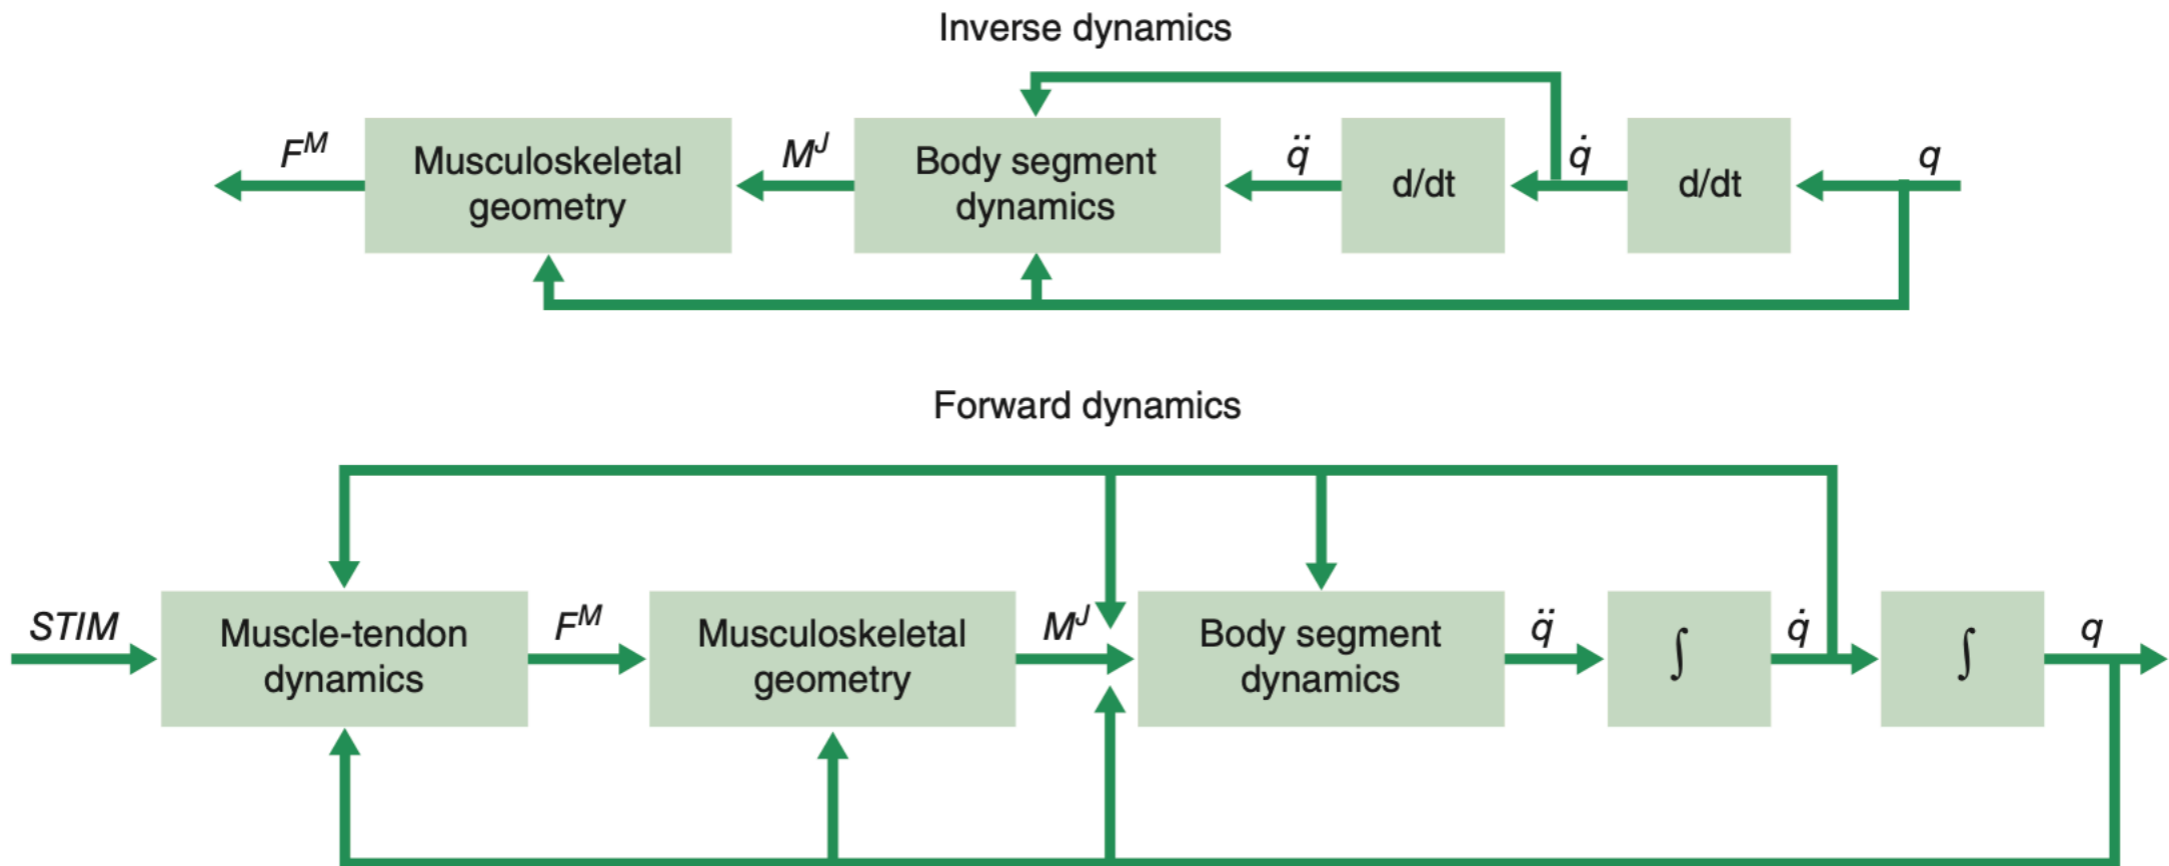 Inverse dynamics
F^M
Musculoskeletal
geometry
M^J
Body segment
dynamics
q̈
d/dt
q̇
d/dt
q
Forward dynamics
STIM
Muscle-tendon
dynamics
F^M
Musculoskeletal
geometry
M^J
Body segment
dynamics
q̈
∫
q̇
∫
q